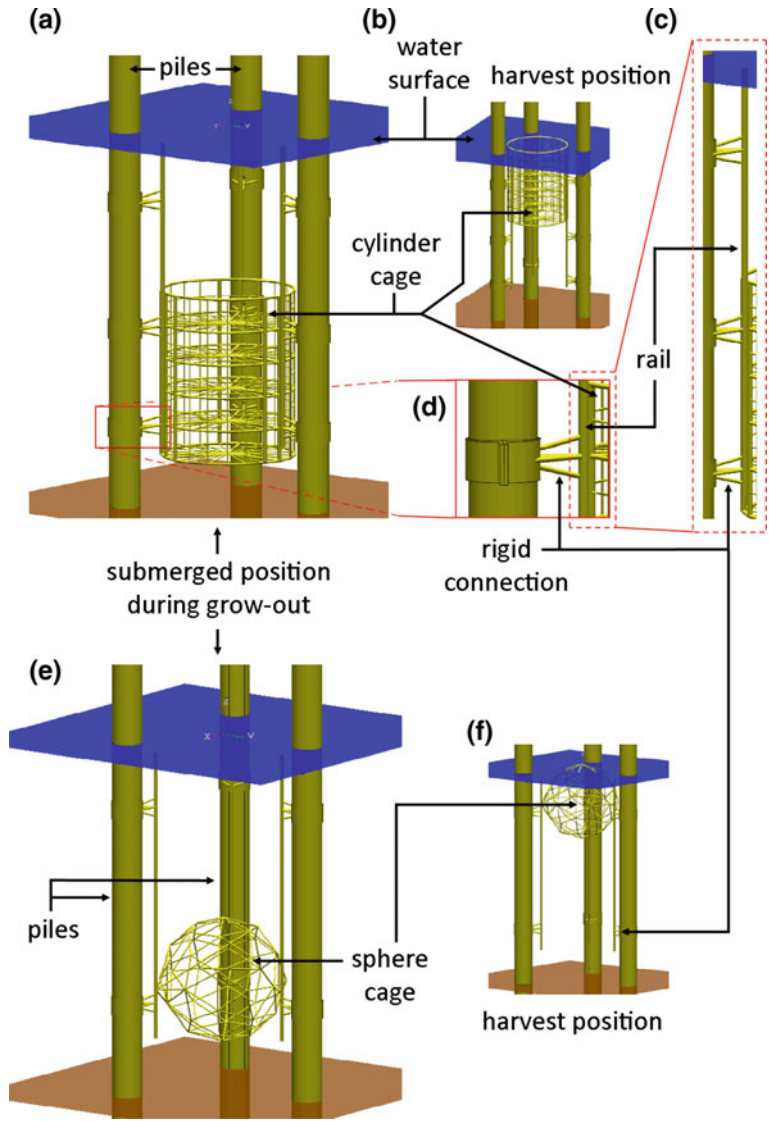 (a)
(b)
(c)
water
surface
piles
harvest position
cylinder
cage
rail
(d)
rigid
connection
submerged position
during grow-out
(e)
(f)
piles
sphere
cage
harvest position